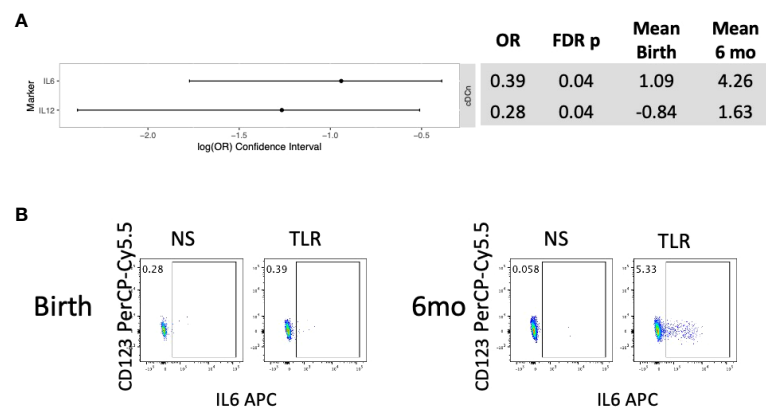 A
OR FDR p Mean Birth Mean 6 mo
IL6 0.39 0.04 1.09 4.26
IL12 0.28 0.04 -0.84 1.63
Marker
cDCn
−2.0 −1.5 −1.0 −0.5
log(OR) Confidence Interval
B
NS TLR NS TLR
Birth
CD123 PerCP-Cy5.5
0.28
0.39
6mo
CD123 PerCP-Cy5.5
0.058
5.33
IL6 APC IL6 APC